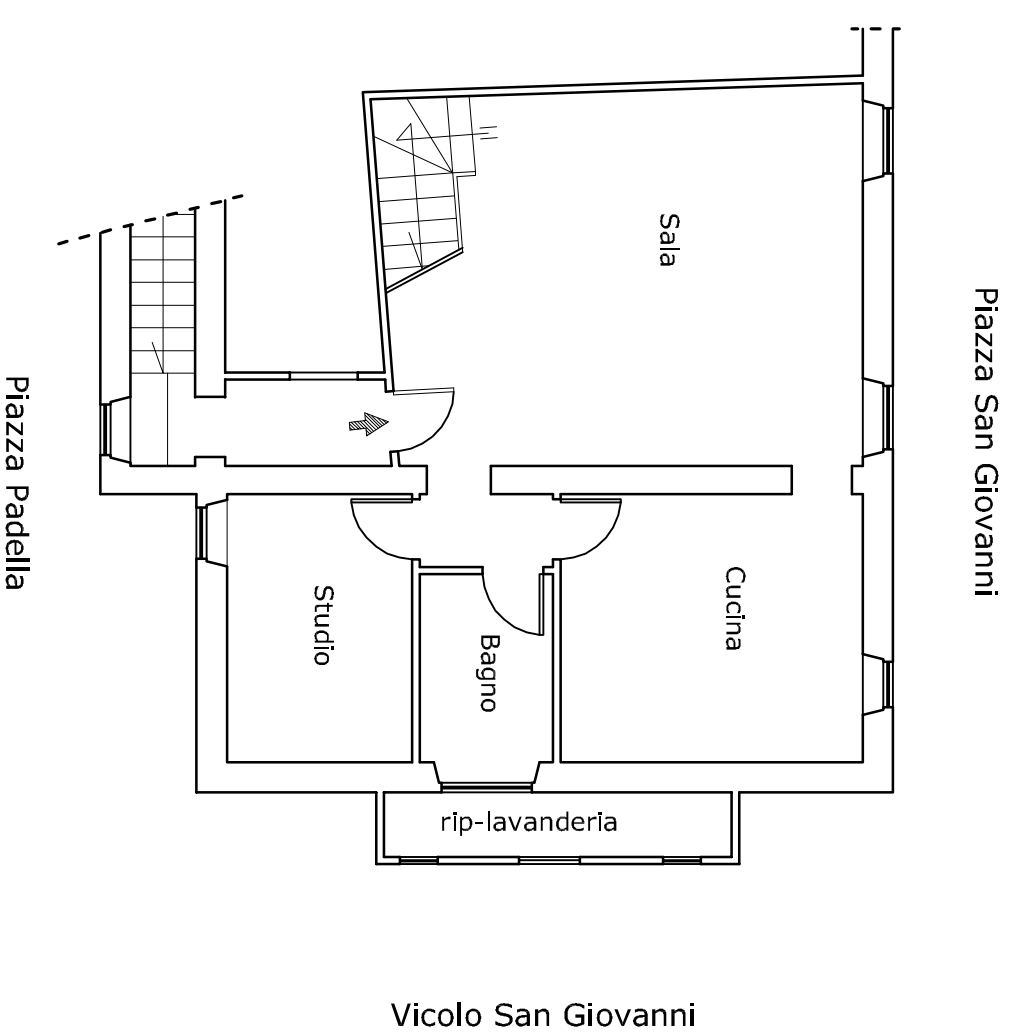 Sala
Piazza San Giovanni
Piazza Padella
Cucina
Studio
Bagno
rip-lavanderia
Vicolo San Giovanni